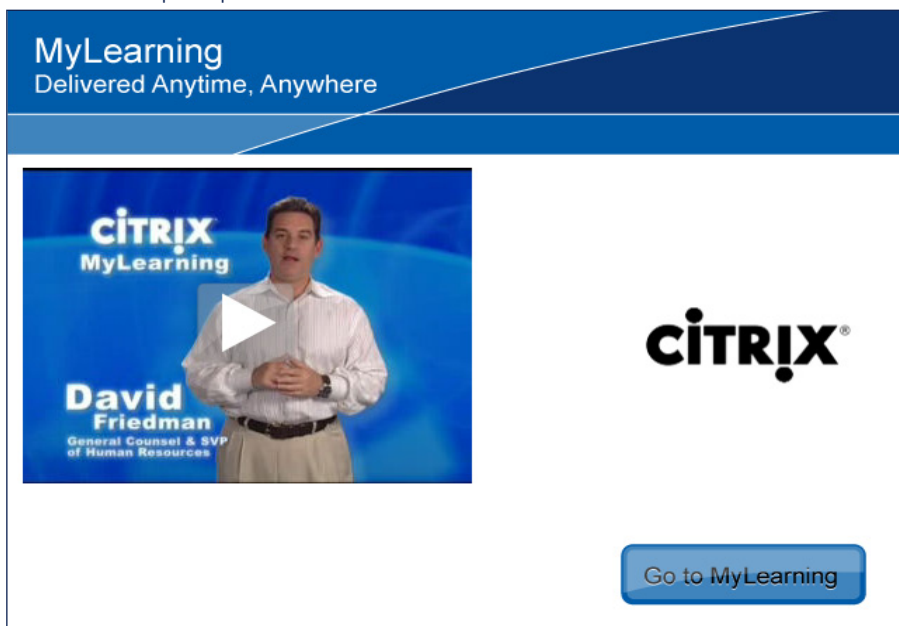 MyLearning
Delivered Anytime, Anywhere
CiTRIX
MyLearning
David
Friedman
General Counsel & SVP
of Human Resources
CiTRIX®
Go to MyLearning